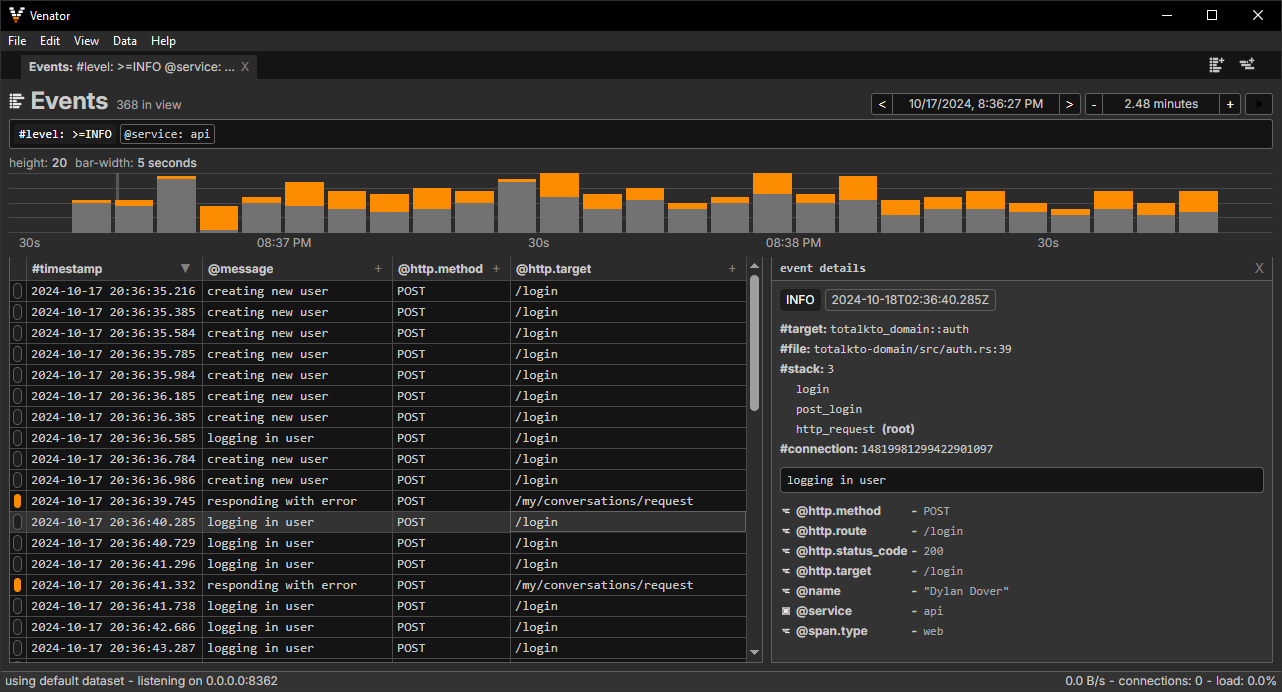 Venator
File Edit View Data Help
Events: #level: >=INFO @service: ... X
Events 368 in view
< 10/17/2024, 8:36:27 PM > - 2.48 minutes +
#level: >=INFO @service: api
height: 20 bar-width: 5 seconds
30s 08:37 PM 30s 08:38 PM 30s
#timestamp @message + @http.method + @http.target +
2024-10-17 20:36:35.216 creating new user POST /login
2024-10-17 20:36:35.385 creating new user POST /login
2024-10-17 20:36:35.584 creating new user POST /login
2024-10-17 20:36:35.785 creating new user POST /login
2024-10-17 20:36:35.984 creating new user POST /login
2024-10-17 20:36:36.185 creating new user POST /login
2024-10-17 20:36:36.385 creating new user POST /login
2024-10-17 20:36:36.585 logging in user POST /login
2024-10-17 20:36:36.784 creating new user POST /login
2024-10-17 20:36:36.986 creating new user POST /login
2024-10-17 20:36:39.745 responding with error POST /my/conversations/request
2024-10-17 20:36:40.285 logging in user POST /login
2024-10-17 20:36:40.729 logging in user POST /login
2024-10-17 20:36:41.296 logging in user POST /login
2024-10-17 20:36:41.332 responding with error POST /my/conversations/request
2024-10-17 20:36:41.738 logging in user POST /login
2024-10-17 20:36:42.686 logging in user POST /login
2024-10-17 20:36:43.287 logging in user POST /login
event details X
INFO 2024-10-18T02:36:40.285Z
#target: totalkto_domain::auth
#file: totalkto-domain/src/auth.rs:39
#stack: 3
login
post_login
http_request (root)
#connection: 14819981299422901097
logging in user
@http.method - POST
@http.route - /login
@http.status_code - 200
@http.target - /login
@name - "Dylan Dover"
@service - api
@span.type - web
using default dataset - listening on 0.0.0.0:8362
0.0 B/s - connections: 0 - load: 0.0%